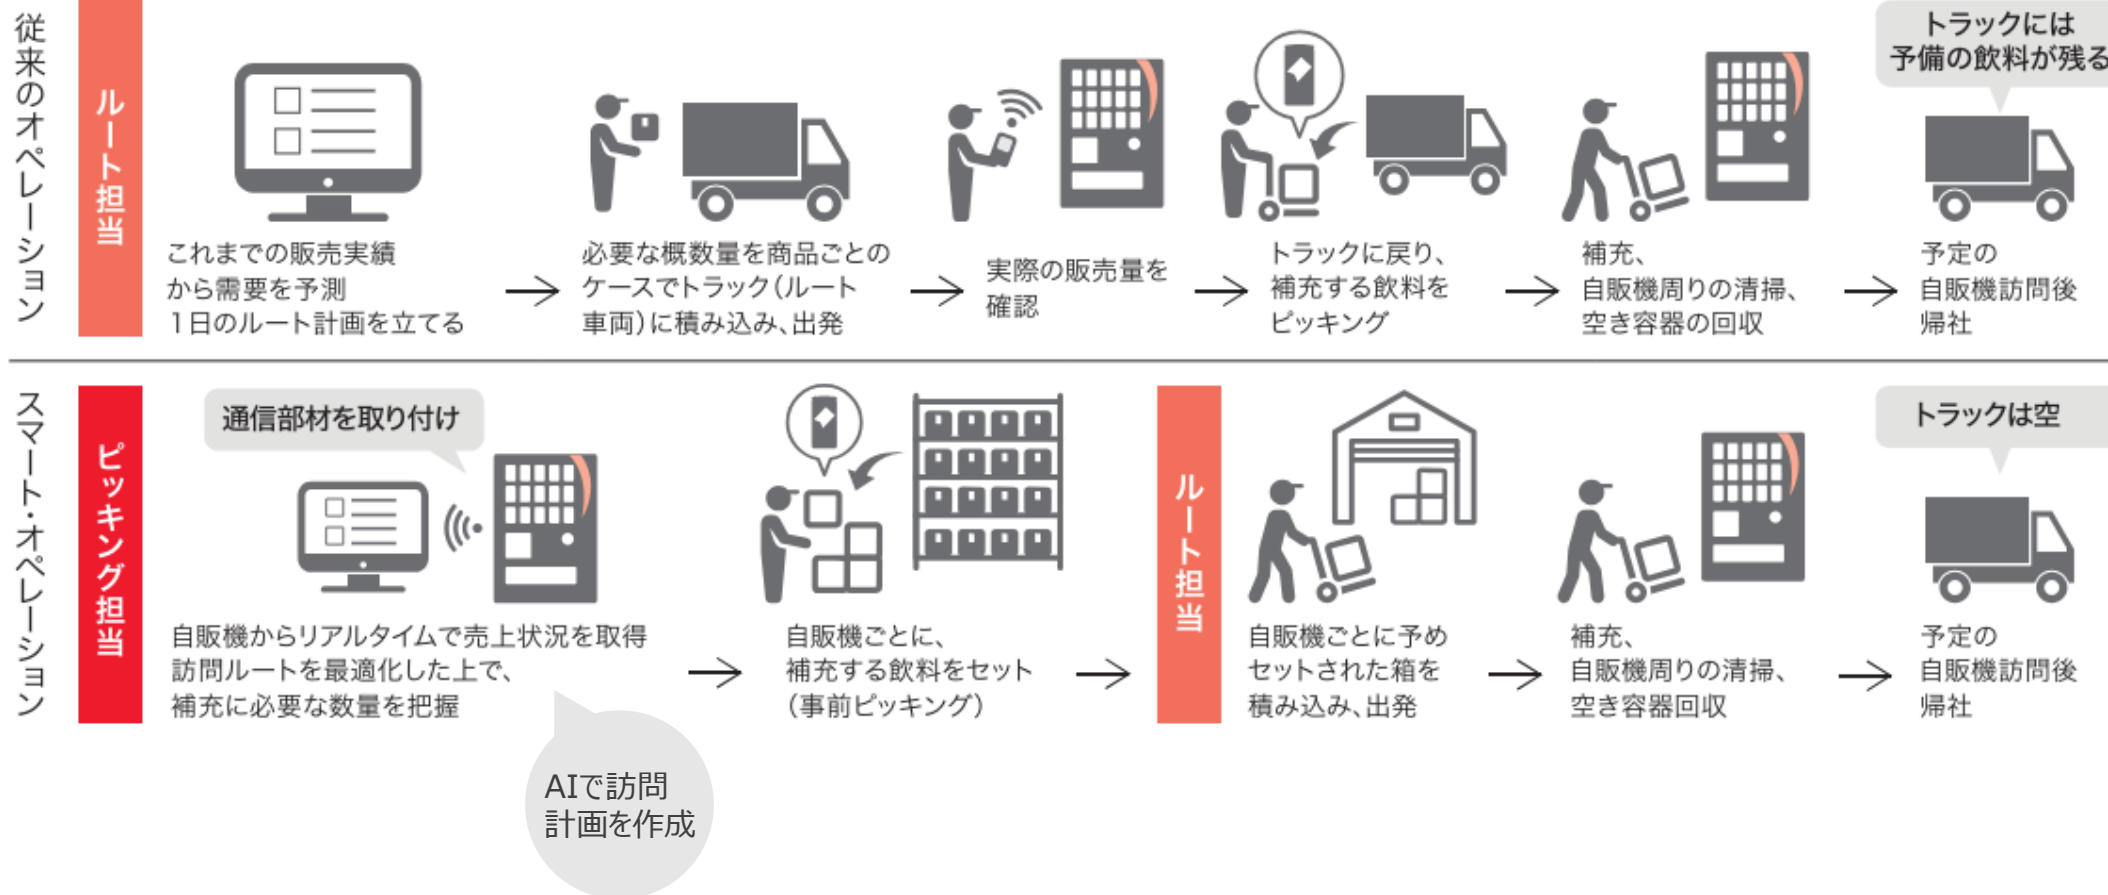 従来のオペレーション
ルート担当
これまでの販売実績
から需要を予測
1日のルート計画を立てる
必要な概数量を商品ごとの
ケースでトラック(ルート
車両)に積み込み、出発
実際の販売量を
確認
トラックに戻り、
補充する飲料を
ピッキング
補充、
自販機周りの清掃、
空き容器の回収
トラックには
予備の飲料が残る
予定の
自販機訪問後
帰社
スマート・オペレーション
ピッキング担当
通信部材を取り付け
自販機からリアルタイムで売上状況を取得
訪問ルートを最適化した上で、
補充に必要な数量を把握
AIで訪問
計画を作成
自販機ごとに、
補充する飲料をセット
(事前ピッキング)
ルート担当
自販機ごとに予め
セットされた箱を
積み込み、出発
補充、
自販機周りの清掃、
空き容器回収
トラックは空
予定の
自販機訪問後
帰社